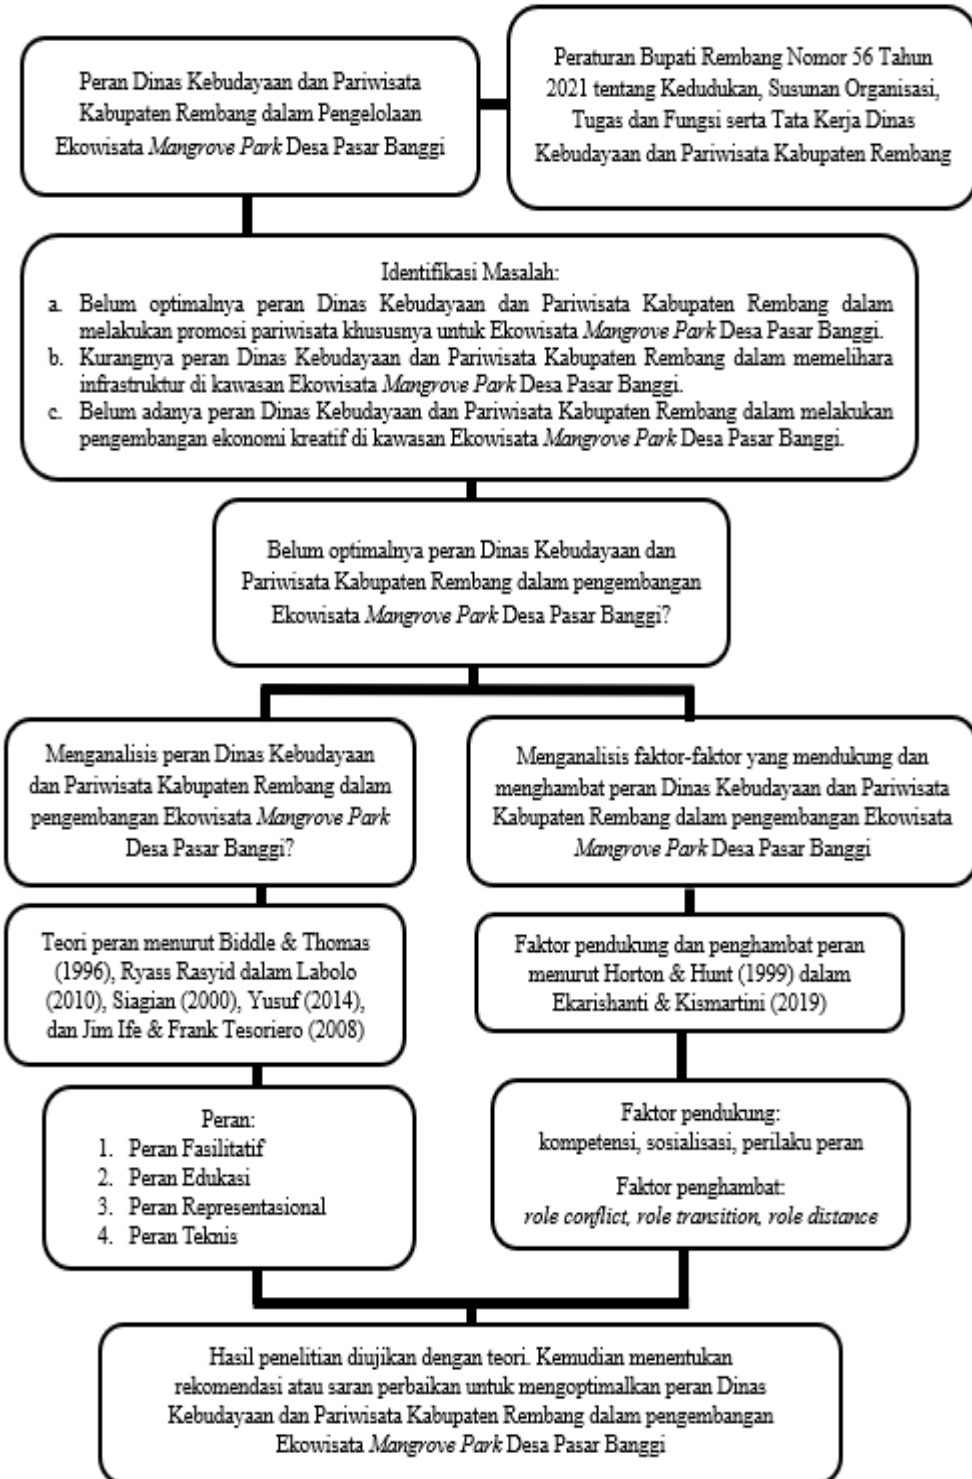 Peran Dinas Kebudayaan dan Pariwisata
Kabupaten Rembang dalam Pengelolaan
Ekowisata Mangrove Park Desa Pasar Banggi
Peraturan Bupati Rembang Nomor 56 Tahun
2021 tentang Kedudukan, Susunan Organisasi,
Tugas dan Fungsi serta Tata Kerja Dinas
Kebudayaan dan Pariwisata Kabupaten Rembang
Identifikasi Masalah:
a. Belum optimalnya peran Dinas Kebudayaan dan Pariwisata Kabupaten Rembang dalam
melakukan promosi pariwisata khususnya untuk Ekowisata Mangrove Park Desa Pasar Banggi.
b. Kurangnya peran Dinas Kebudayaan dan Pariwisata Kabupaten Rembang dalam memelihara
infrastruktur di kawasan Ekowisata Mangrove Park Desa Pasar Banggi.
c. Belum adanya peran Dinas Kebudayaan dan Pariwisata Kabupaten Rembang dalam melakukan
pengembangan ekonomi kreatif di kawasan Ekowisata Mangrove Park Desa Pasar Banggi.
Belum optimalnya peran Dinas Kebudayaan dan
Pariwisata Kabupaten Rembang dalam pengembangan
Ekowisata Mangrove Park Desa Pasar Banggi?
Menganalisis peran Dinas Kebudayaan
dan Pariwisata Kabupaten Rembang dalam
pengembangan Ekowisata Mangrove Park
Desa Pasar Banggi?
Menganalisis faktor-faktor yang mendukung dan
menghambat peran Dinas Kebudayaan dan Pariwisata
Kabupaten Rembang dalam pengembangan Ekowisata
Mangrove Park Desa Pasar Banggi
Teori peran menurut Biddle & Thomas
(1996), Ryass Rasyid dalam Labolo
(2010), Siagian (2000), Yusuf (2014),
dan Jim Ife & Frank Tesoriero (2008)
Faktor pendukung dan penghambat peran
menurut Horton & Hunt (1999) dalam
Ekarishanti & Kismartini (2019)
Peran:
1. Peran Fasilitatif
2. Peran Edukasi
3. Peran Representasional
4. Peran Teknis
Faktor pendukung:
kompetensi, sosialisasi, perilaku peran
Faktor penghambat:
role conflict, role transition, role distance
Hasil penelitian diujikan dengan teori. Kemudian menentukan
rekomendasi atau saran perbaikan untuk mengoptimalkan peran Dinas
Kebudayaan dan Pariwisata Kabupaten Rembang dalam pengembangan
Ekowisata Mangrove Park Desa Pasar Banggi